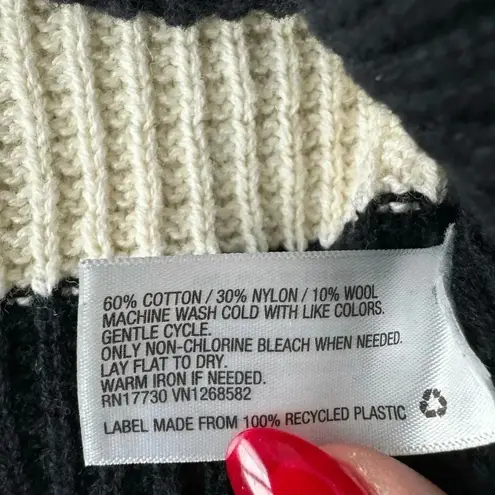 60% COTTON / 30% NYLON / 10% WOOL
MACHINE WASH COLD WITH LIKE COLORS.
GENTLE CYCLE.
ONLY NON-CHLORINE BLEACH WHEN NEEDED.
LAY FLAT TO DRY.
WARM IRON IF NEEDED.
RN17730 VN1268582
LABEL MADE FROM 100% RECYCLED PLASTIC